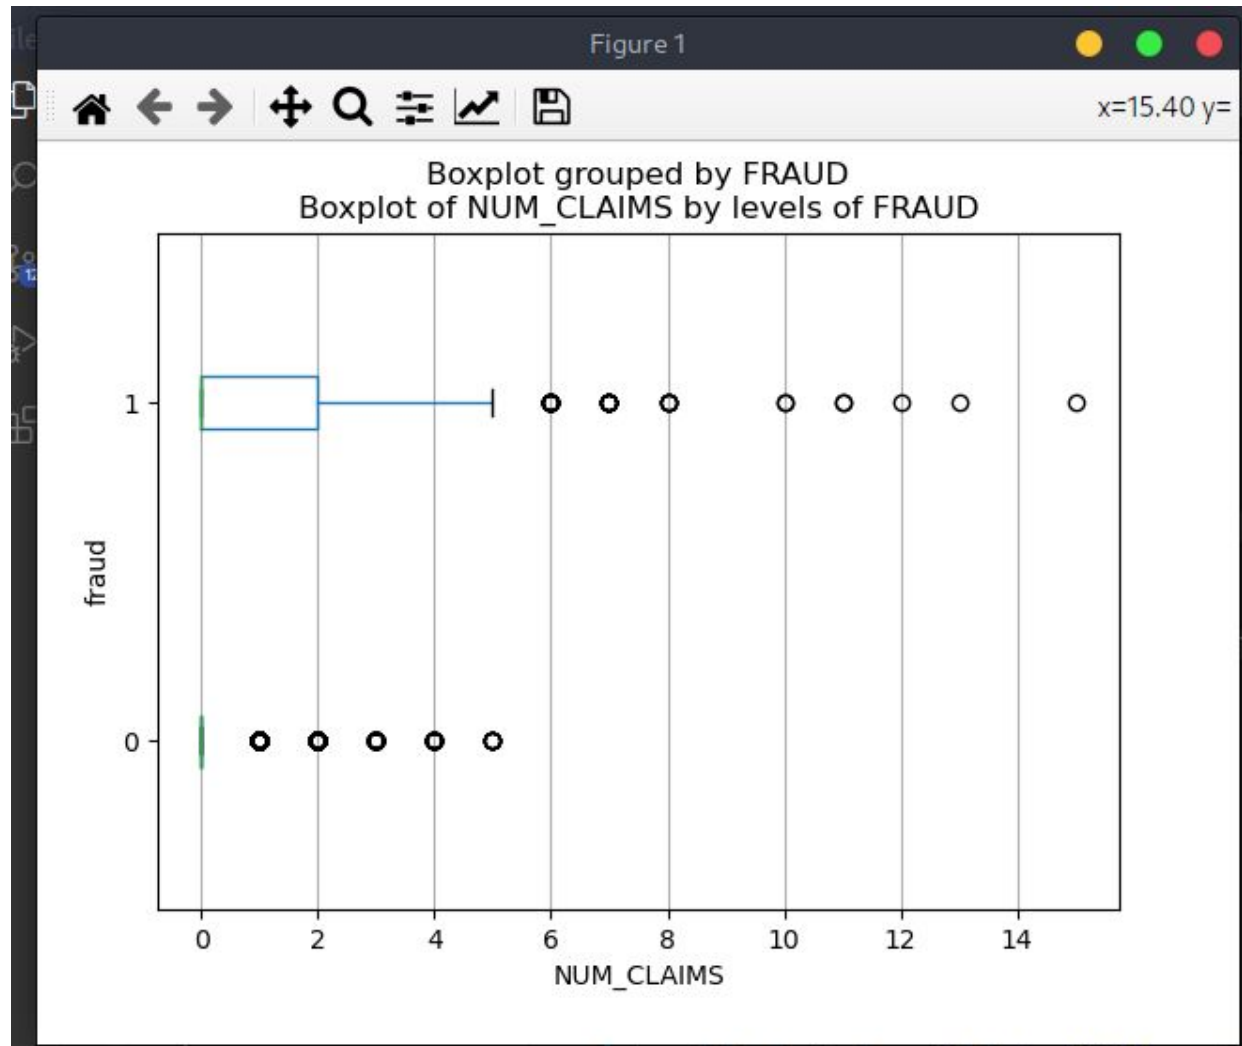 Figure 1
x=15.40 y=
Boxplot grouped by FRAUD
Boxplot of NUM_CLAIMS by levels of FRAUD
1
fraud
0
0 2 4 6 8 10 12 14
NUM_CLAIMS